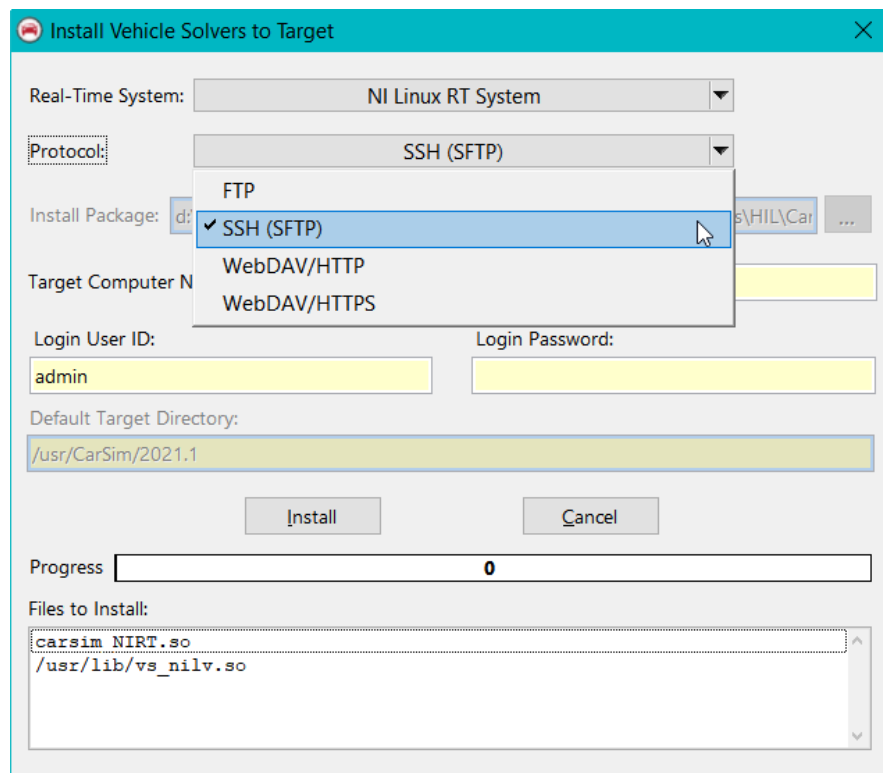 Install Vehicle Solvers to Target
Real-Time System: NI Linux RT System
Protocol: SSH (SFTP)
FTP
Install Package: d: s\HIL\Car ...
SSH (SFTP)
WebDAV/HTTP
Target Computer N
WebDAV/HTTPS
Login User ID: Login Password:
admin
Default Target Directory:
/usr/CarSim/2021.1
Install Cancel
Progress 0
Files to Install:
carsim NIRT.so
/usr/lib/vs_nilv.so